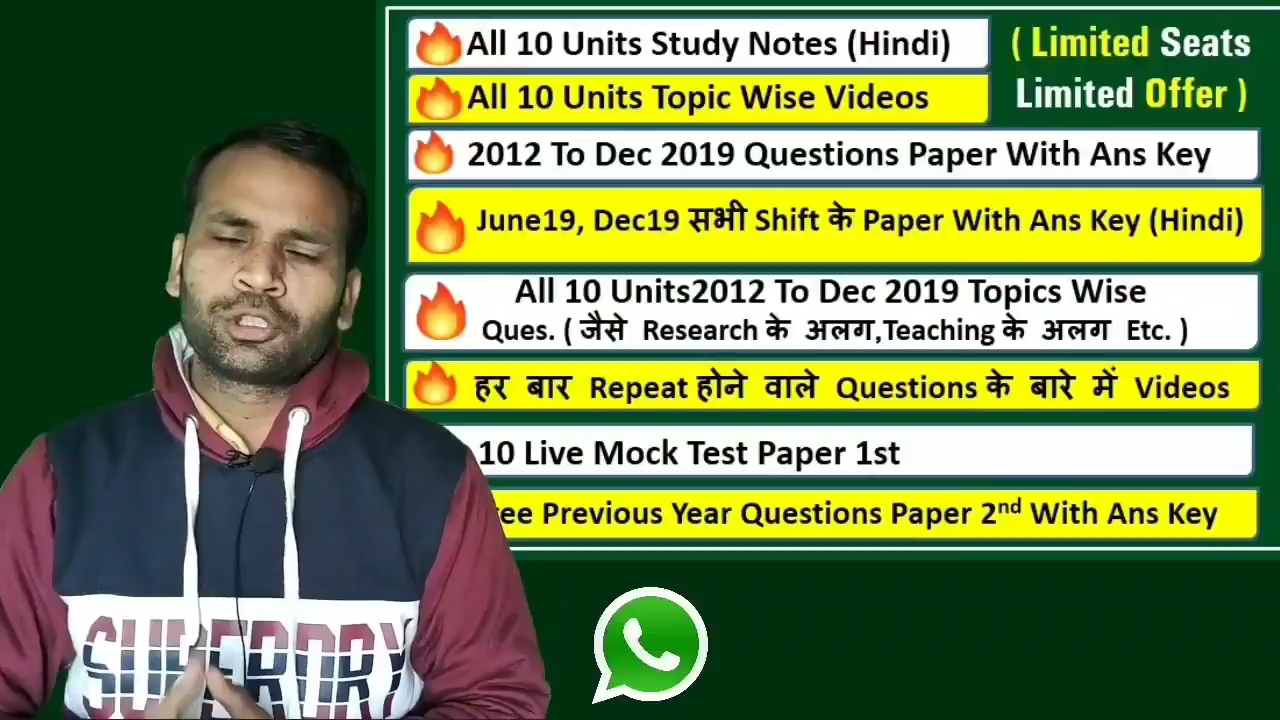 All 10 Units Study Notes (Hindi)
( Limited Seats
Limited Offer )
All 10 Units Topic Wise Videos
2012 To Dec 2019 Questions Paper With Ans Key
June19, Dec19 सभी Shift के Paper With Ans Key (Hindi)
All 10 Units2012 To Dec 2019 Topics Wise
Ques. ( जैसे Research के अलग,Teaching के अलग Etc. )
हर बार Repeat होने वाले Questions के बारे में Videos
10 Live Mock Test Paper 1st
Previous Year Questions Paper 2nd With Ans Key
SUPERDRY